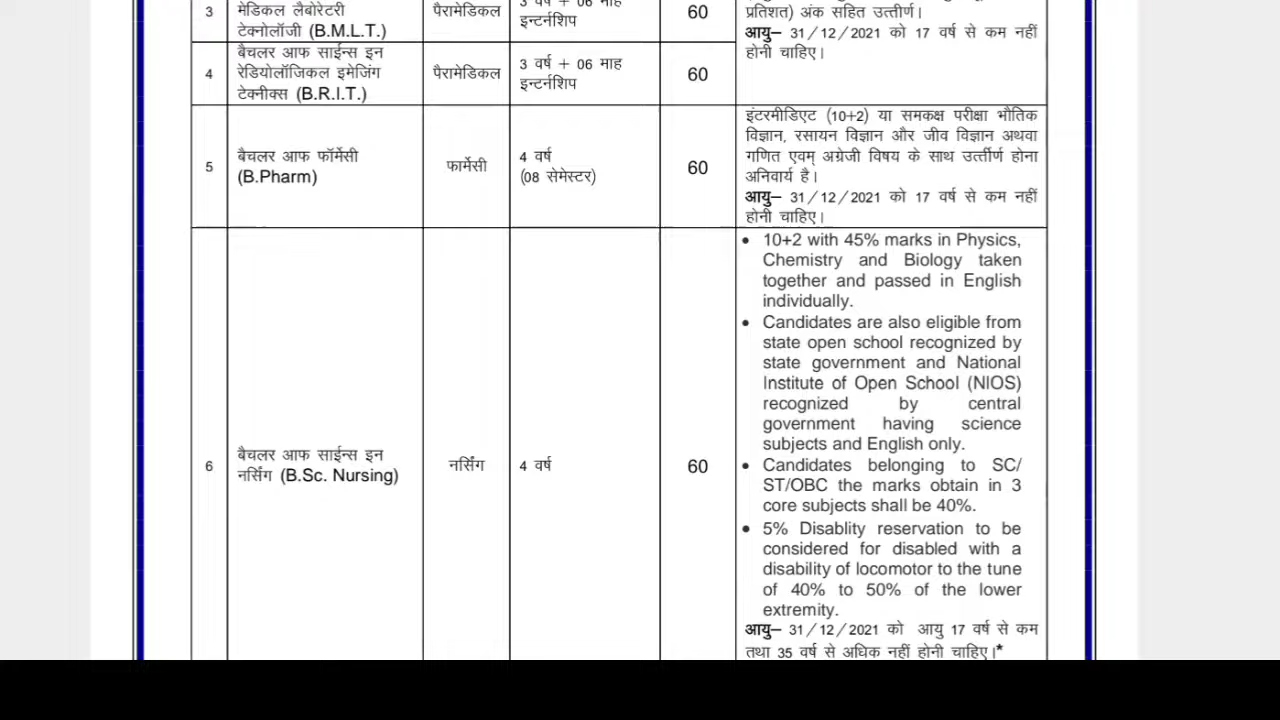 3
मेडिकल लैबोरेटरी
टेक्नोलॉजी (B.M.L.T.)
पैरामेडिकल
3 वर्ष + 06 माह
इन्टर्नशिप
60
प्रतिशत) अंक सहित उत्तीर्ण।
आयु– 31/12/2021 को 17 वर्ष से कम नहीं
होनी चाहिए।
4
बैचलर आफ साईन्स इन
रेडियोलॉजिकल इमेजिंग
टेक्नीक्स (B.R.I.T.)
पैरामेडिकल
3 वर्ष + 06 माह
इन्टर्नशिप
60
5
बैचलर आफ फॉर्मेसी
(B.Pharm)
फार्मेसी
4 वर्ष
(08 सेमेस्टर)
60
इंटरमीडिएट (10+2) या समकक्ष परीक्षा भौतिक
विज्ञान, रसायन विज्ञान और जीव विज्ञान अथवा
गणित एवम् अग्रेजी विषय के साथ उर्त्तीर्ण होना
अनिवार्य है।
आयु– 31/12/2021 को 17 वर्ष से कम नहीं
होनी चाहिए।
6
बैचलर आफ साईन्स इन
नर्सिंग (B.Sc. Nursing)
नर्सिंग
4 वर्ष
60
• 10+2 with 45% marks in Physics,
Chemistry and Biology taken
together and passed in English
individually.
• Candidates are also eligible from
state open school recognized by
state government and National
Institute of Open School (NIOS)
recognized by central
government having science
subjects and English only.
• Candidates belonging to SC/
ST/OBC the marks obtain in 3
core subjects shall be 40%.
• 5% Disablity reservation to be
considered for disabled with a
disability of locomotor to the tune
of 40% to 50% of the lower
extremity.
आयु– 31/12/2021 को आयु 17 वर्ष से कम
तथा 35 वर्ष से अधिक नहीं होनी चाहिए।*